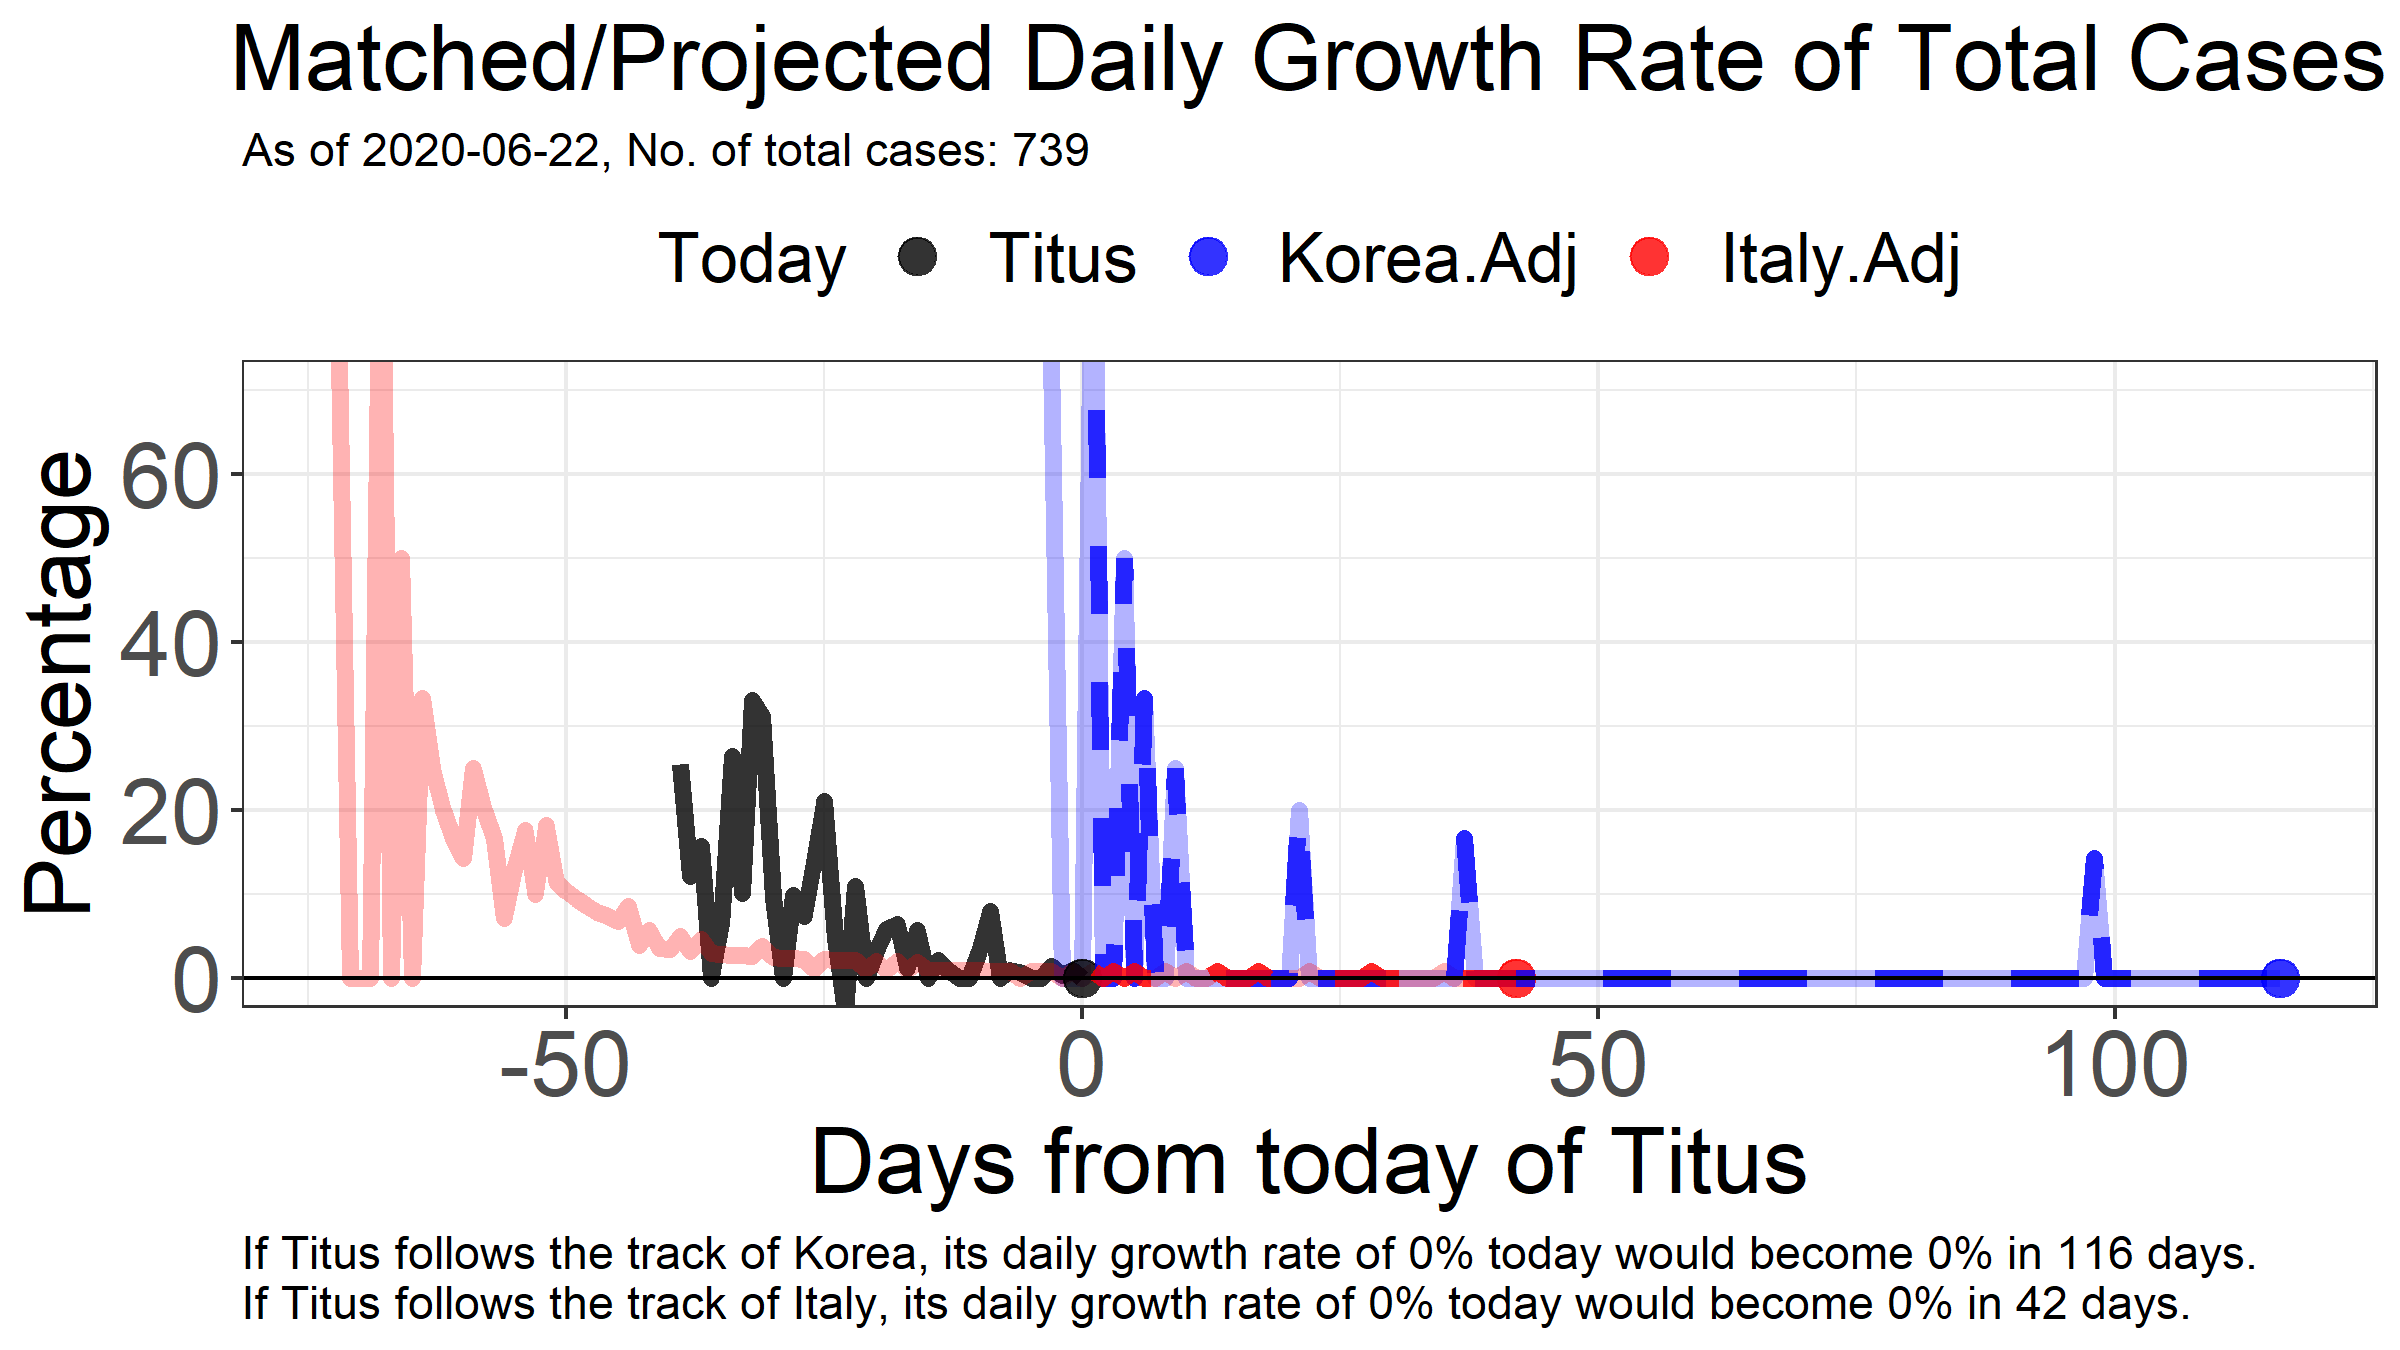 Matched/Projected Daily Growth Rate of Total Cases
As of 2020-06-22, No. of total cases: 739
Today Titus Korea.Adj Italy.Adj
Percentage
60
40
20
0
-50 0 50 100
Days from today of Titus
If Titus follows the track of Korea, its daily growth rate of 0% today would become 0% in 116 days.
If Titus follows the track of Italy, its daily growth rate of 0% today would become 0% in 42 days.